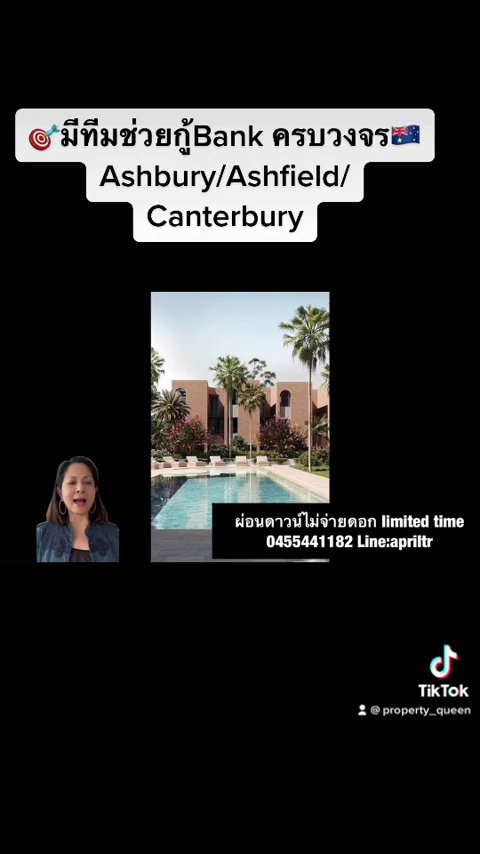 🎯มีทีมช่วยกู้Bank ครบวงจร🇦🇺
Ashbury/Ashfield/
Canterbury
ผ่อนดาวน์ไม่จ่ายดอก limited time
0455441182 Line:apriltr
TikTok
@property_queen